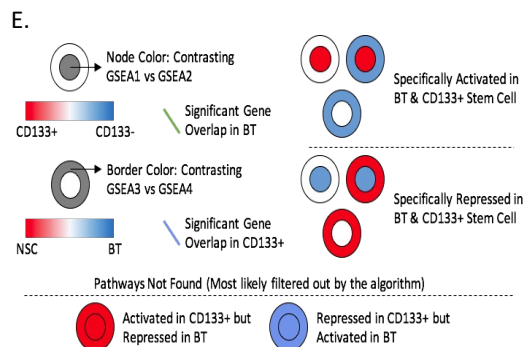 E.
Node Color: Contrasting
GSEA1 vs GSEA2
CD133+ CD133-
Significant Gene
Overlap in BT
Border Color: Contrasting
GSEA3 vs GSEA4
NSC BT
Significant Gene
Overlap in CD133+
Specifically Activated in
BT & CD133+ Stem Cell
Specifically Repressed in
BT & CD133+ Stem Cell
Pathways Not Found (Most likely filtered out by the algorithm)
Activated in CD133+ but
Repressed in BT
Repressed in CD133+ but
Activated in BT